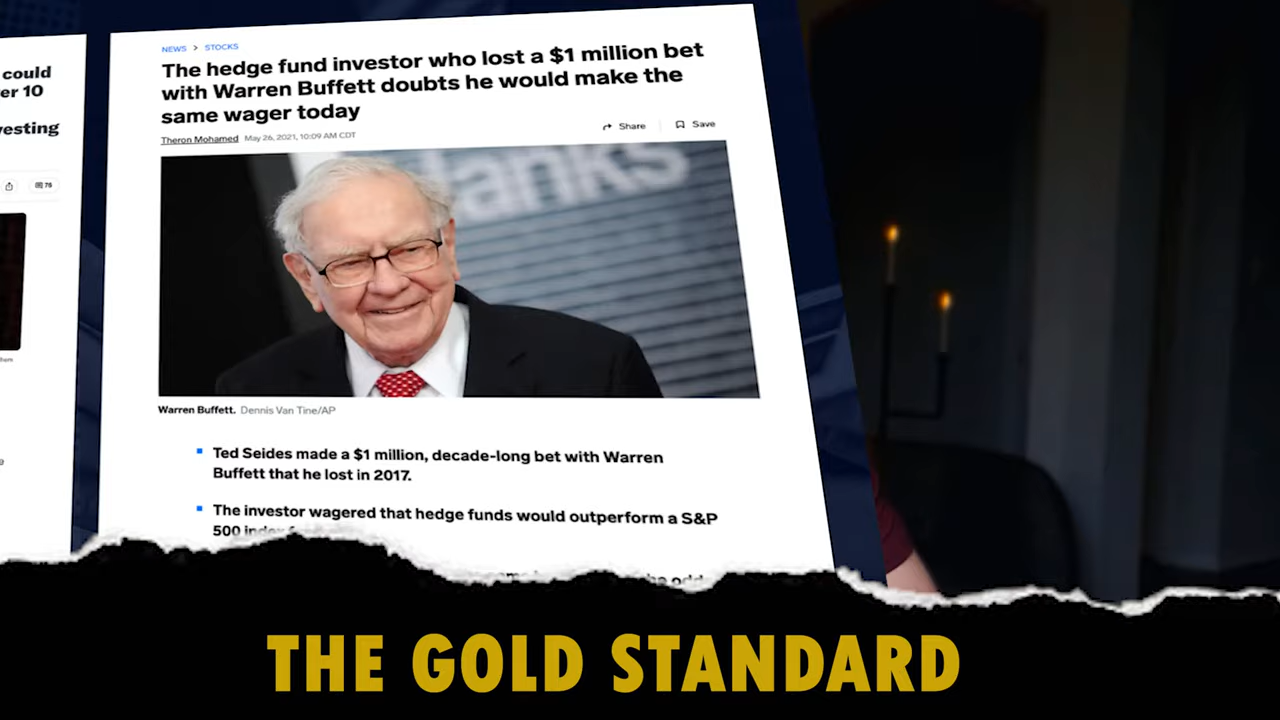 could
er 10
vesting
78
NEWS > STOCKS
The hedge fund investor who lost a $1 million bet
with Warren Buffett doubts he would make the
same wager today
Theron Mohamed May 26, 2021, 10:09 AM CDT
Share
Save
anks
Warren Buffett. Dennis Van Tine/AP
Ted Seides made a $1 million, decade-long bet with Warren
Buffett that he lost in 2017.
The investor wagered that hedge funds would outperform a S&P
500 index
THE GOLD STANDARD